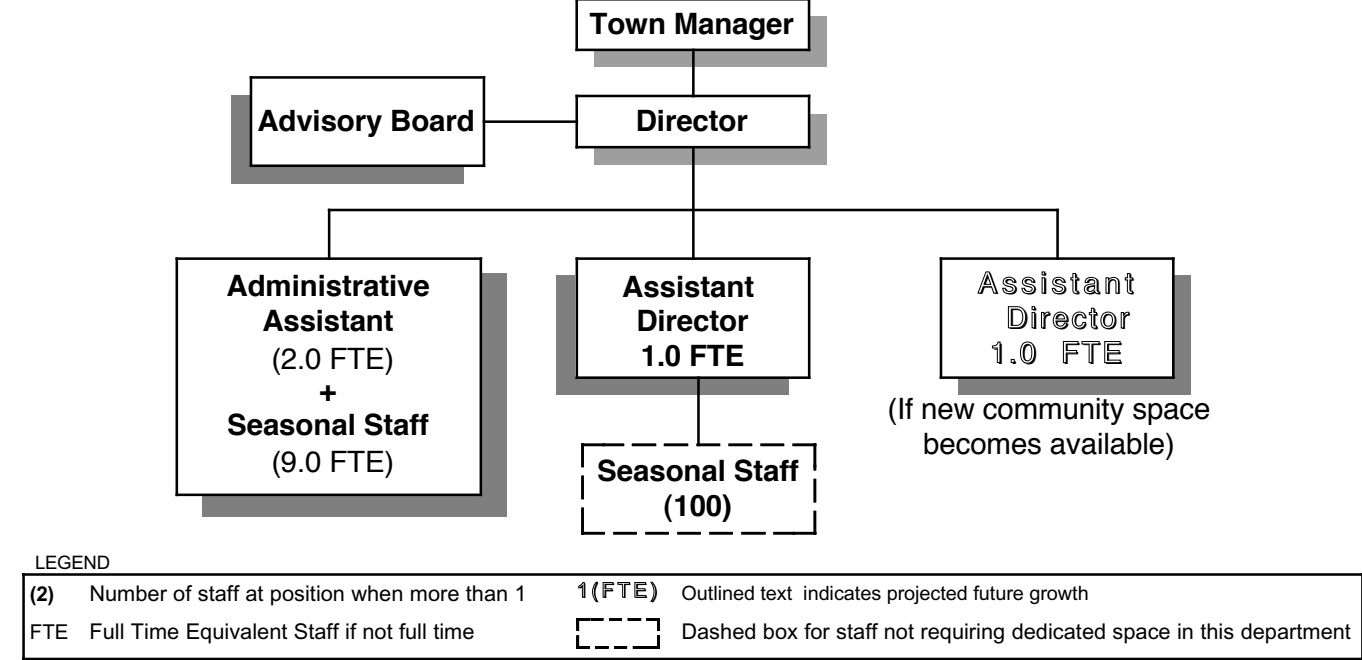 Town Manager
Advisory Board
Director
Administrative
Assistant
(2.0 FTE)
+
Seasonal Staff
(9.0 FTE)
Assistant
Director
1.0 FTE
Seasonal Staff
(100)
Assistant
Director
1.0 FTE
(If new community space
becomes available)
LEGEND
(2) Number of staff at position when more than 1
1(FTE) Outlined text indicates projected future growth
FTE Full Time Equivalent Staff if not full time
Dashed box for staff not requiring dedicated space in this department